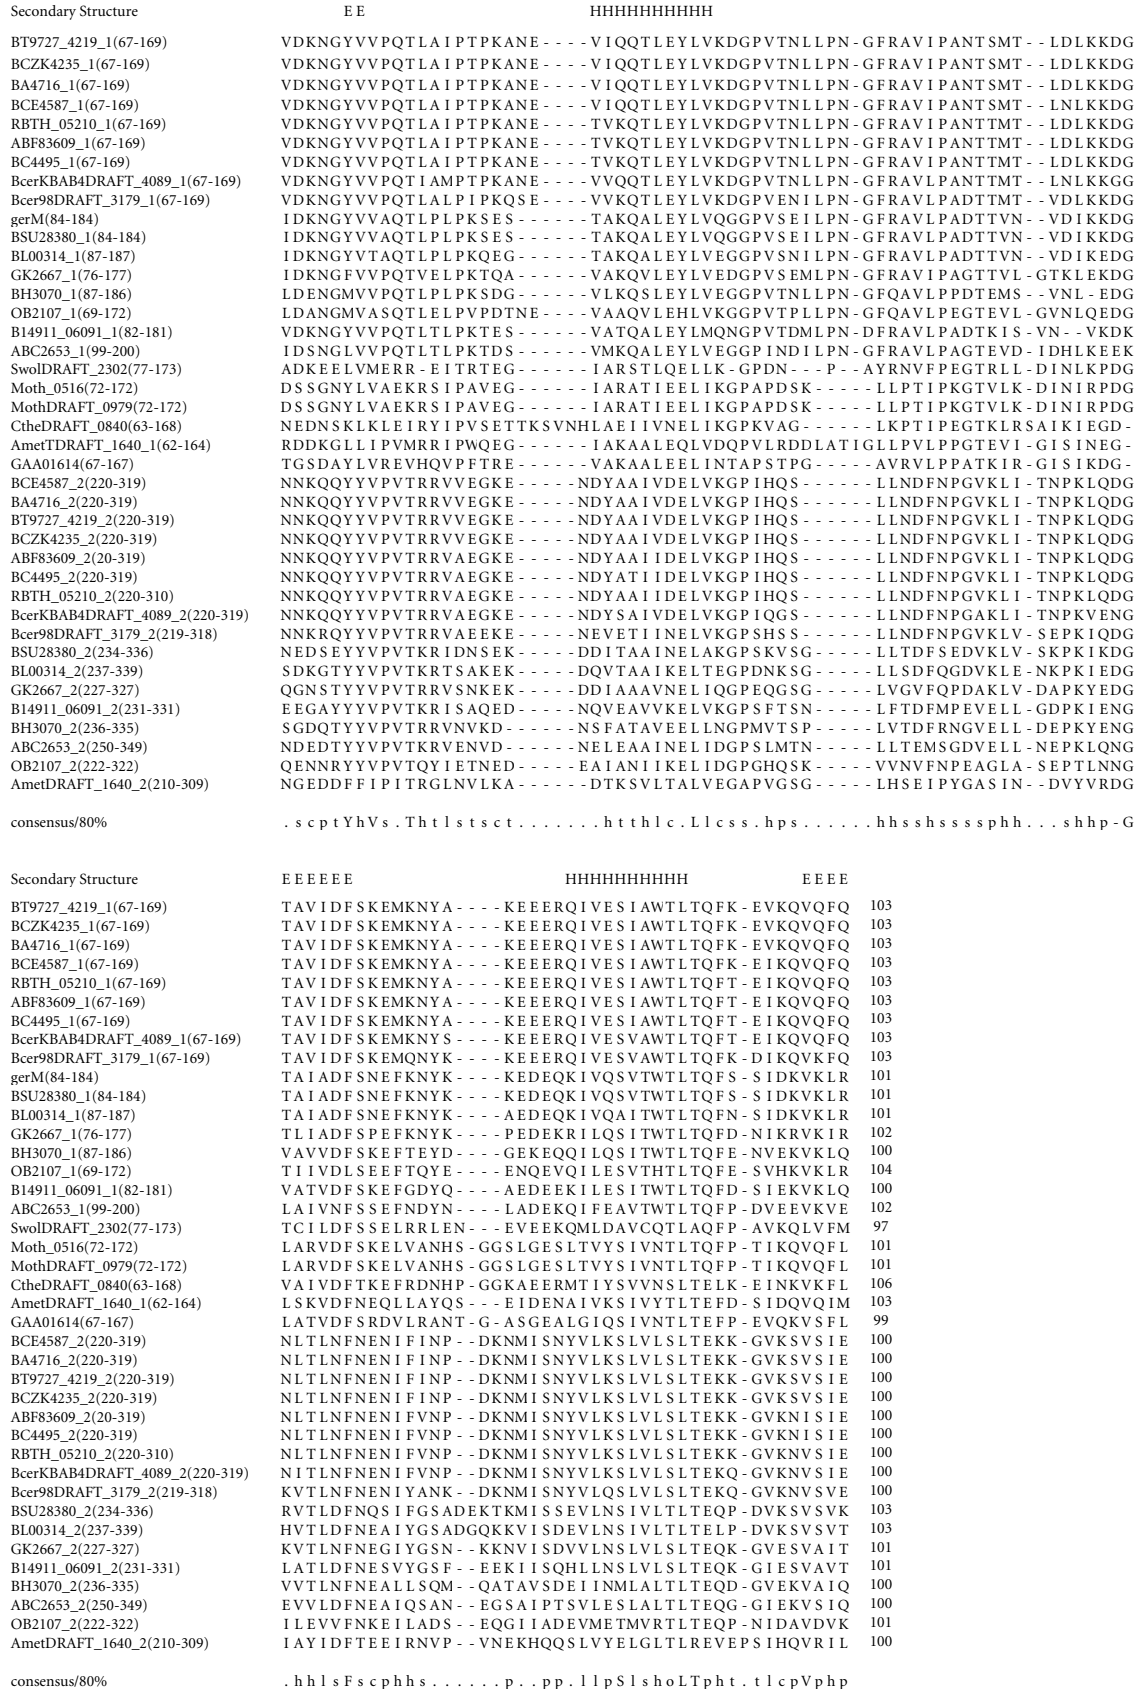 Secondary Structure EE HHHHHHHHHH
BT9727_4219_1(67-169) VDKNGYVVPQTLAIPTPKANE----VIQQTLEYLVKDGPVTNLLPN-GFRAVIPANTSMT--LDLKKDG
BCZK4235_1(67-169) VDKNGYVVPQTLAIPTPKANE----VIQQTLEYLVKDGPVTNLLPN-GFRAVIPANTSMT--LDLKKDG
BA4716_1(67-169) VDKNGYVVPQTLAIPTPKANE----VIQQTLEYLVKDGPVTNLLPN-GFRAVIPANTSMT--LDLKKDG
BCE4587_1(67-169) VDKNGYVVPQTLAIPTPKANE----VIQQTLEYLVKDGPVTNLLPN-GFRAVIPANTSMT--LNLKKDG
RBTH_05210_1(67-169) VDKNGYVVPQTLAIPTPKANE----TVKQTLEYLVKDGPVTNLLPN-GFRAVIPANTTMT--LDLKKDG
ABF83609_1(67-169) VDKNGYVVPQTLAIPTPKANE----TVKQTLEYLVKDGPVTNLLPN-GFRAVIPANTTMT--LDLKKDG
BC4495_1(67-169) VDKNGYVVPQTLAIPTPKANE----TVKQTLEYLVKDGPVTNLLPN-GFRAVIPANTTMT--LDLKKDG
BcerKBAB4DRAFT_4089_1(67-169) VDKNGYVVPQTIAMPTPKANE----VVQQTLEYLVKDGPVTNLLPN-GFRAVLPANTTMT--LNLKKGG
Bcer98DRAFT_3179_1(67-169) VDKNGYVVPQTLALPIPKQSE----VVKQTLEYLVKDGPVENILPN-GFRAVLPADTTMT--VDLKKDG
gerM(84-184) IDKNGYVVAQTLPLPKSES------TAKQALEYLVQGGPVSEILPN-GFRAVLPADTTVN--VDIKKDG
BSU28380_1(84-184) IDKNGYVVAQTLPLPKSES------TAKQALEYLVQGGPVSEILPN-GFRAVLPADTTVN--VDIKKDG
BL00314_1(87-187) IDKNGYVTAQTLPLPKQEG------TAKQALEYLVEGGPVSNILPN-GFRAVLPADTTVN--VDIKEDG
GK2667_1(76-177) IDKNGFVVPQTVELPKTQA------VAKQVLEYLVEDGPVSEMLPN-GFRAVIPAGTTVL-GTKLEKDG
BH3070_1(87-186) LDENGMVVPQTLPLPKSDG------VLKQSLEYLVEGGPVTNLLPN-GFQAVLPPDTEMS--VNL-EDG
OB2107_1(69-172) LDANGMVASQTLELPVPDTNE----VAAQVLEHLVKGGPVTPLLPN-GFQAVLPEGTEVL-GVNLQEDG
B14911_06091_1(82-181) VDKNGYVVPQTLTLPKTES------VATQALEYLMQNGPVTDMLPN-DFRAVLPADTKIS-VN--VKDK
ABC2653_1(99-200) IDSNGLVVPQTLTLPKTDS------VMKQALEYLVEGGPINDILPN-GFRAVLPAGTEVD-IDHLKEEK
SwolDRAFT_2302(77-173) ADKEELVMERR-EITRTEG------IARSTLQELLK-GPDN---P--AYRNVFPEGTRLL-DINLKPDG
Moth_0516(72-172) DSSGNYLVAEKRSIPAVEG------IARATIEELIKGPAPDSK-----LLPTIPKGTVLK-DINIRPDG
MothDRAFT_0979(72-172) DSSGNYLVAEKRSIPAVEG------IARATIEELIKGPAPDSK-----LLPTIPKGTVLK-DINIRPDG
CtheDRAFT_0840(63-168) NEDNSKLKLEIRYIPVSETTKSVNHLAEIIVNELIKGPKVAG------LKPTIPEGTKLRSAIKIEGD-
AmetTDRAFT_1640_1(62-164) RDDKGLLIPVMRRIPWQEG------IAKAALEQLVDQPVLRDDLATIGLLPVLPPGTEVI-GISINEG-
GAA01614(67-167) TGSDAYLVREVHQVPFTRE------VAKAALEELINTAPSTPG-----AVRVLPPATKIR-GISIKDG-
BCE4587_2(220-319) NNKQQYYVPVTRRVVEGKE-----NDYAAIVDELVKGPIHQS------LLNDFNPGVKLI-TNPKLQDG
BA4716_2(220-319) NNKQQYYVPVTRRVVEGKE-----NDYAAIVDELVKGPIHQS------LLNDFNPGVKLI-TNPKLQDG
BT9727_4219_2(220-319) NNKQQYYVPVTRRVVEGKE-----NDYAAIVDELVKGPIHQS------LLNDFNPGVKLI-TNPKLQDG
BCZK4235_2(220-319) NNKQQYYVPVTRRVVEGKE-----NDYAAIVDELVKGPIHQS------LLNDFNPGVKLI-TNPKLQDG
ABF83609_2(20-319) NNKQQYYVPVTRRVAEGKE-----NDYAAIIDELVKGPIHQS------LLNDFNPGVKLI-TNPKLQDG
BC4495_2(220-319) NNKQQYYVPVTRRVAEGKE-----NDYATIIDELVKGPIHQS------LLNDFNPGVKLI-TNPKLQDG
RBTH_05210_2(220-310) NNKQQYYVPVTRRVAEGKE-----NDYAAIIDELVKGPIHQS------LLNDFNPGVKLI-TNPKLQDG
BcerKBAB4DRAFT_4089_2(220-319) NNKQQYYVPVTRRVAEGKE-----NDYSAIVDELVKGPIQGS------LLNDFNPGAKLI-TNPKVENG
Bcer98DRAFT_3179_2(219-318) NNKRQYYVPVTRRVAEEKE-----NEVETIINELVKGPSHSS------LLNDFNPGVKLV-SEPKIQDG
BSU28380_2(234-336) NEDSEYYVPVTKRIDNSEK-----DDITAAINELAKGPSKVSG-----LLTDFSEDVKLV-SKPKIKDG
BL00314_2(237-339) SDKGTYYVPVTKRTSAKEK-----DQVTAAIKELTEGPDNKSG-----LLSDFQGDVKLE-NKPKIEDG
GK2667_2(227-327) QGNSTYYVPVTRRVSNKEK-----DDIAAAVNELIQGPEQGSG-----LVGVFQPDAKLV-DAPKYEDG
B14911_06091_2(231-331) EEGAYYYVPVTKRISAQED-----NQVEAVVKELVKGPSFTSN-----LFTDFMPEVELL-GDPKIENG
BH3070_2(236-335) SGDQTYYVPVTRRVNVKD------NSFATAVEELLNGPMVTSP-----LVTDFRNGVELL-DEPKYENG
ABC2653_2(250-349) NDEDTYYVPVTKRVENVD------NELEAAINELIDGPSLMTN-----LLTEMSGDVELL-NEPKLQNG
OB2107_2(222-322) QENNRYYVPVTQYIETNED-----EAIANIIKELIDGPGHQSK-----VVNVFNPEAGLA-SEPTLNNG
AmetDRAFT_1640_2(210-309) NGEDDFFIPITRGLNVLKA------DTKSVLTALVEGAPVGSG-----LHSEIPYGASIN--DVYVRDG
consensus/80% .scptYhVs.Thtlstsct.......htthlc.Llcss.hps......hhsshssssphh...shhp-G
Secondary Structure EEEEEE HHHHHHHHHH EEEE
BT9727_4219_1(67-169) TAVIDFSKEMKNYA----KEEERQIVESIAWTLTQFK-EVKQVQFQ 103
BCZK4235_1(67-169) TAVIDFSKEMKNYA----KEEERQIVESIAWTLTQFK-EVKQVQFQ 103
BA4716_1(67-169) TAVIDFSKEMKNYA----KEEERQIVESIAWTLTQFK-EVKQVQFQ 103
BCE4587_1(67-169) TAVIDFSKEMKNYA----KEEERQIVESIAWTLTQFK-EIKQVQFQ 103
RBTH_05210_1(67-169) TAVIDFSKEMKNYA----KEEERQIVESIAWTLTQFT-EIKQVQFQ 103
ABF83609_1(67-169) TAVIDFSKEMKNYA----KEEERQIVESIAWTLTQFT-EIKQVQFQ 103
BC4495_1(67-169) TAVIDFSKEMKNYA----KEEERQIVESIAWTLTQFT-EIKQVQFQ 103
BcerKBAB4DRAFT_4089_1(67-169) TAVIDFSKEMKNYS----KEEERQIVESVAWTLTQFT-EIKQVQFQ 103
Bcer98DRAFT_3179_1(67-169) TAVIDFSKEMQNYK----KEEERQIVESVAWTLTQFK-DIKQVKFQ 103
gerM(84-184) TAIADFSNEFKNYK----KEDEQKIVQSVTWTLTQFS-SIDKVKLR 101
BSU28380_1(84-184) TAIADFSNEFKNYK----KEDEQKIVQSVTWTLTQFS-SIDKVKLR 101
BL00314_1(87-187) TAIADFSNEFKNYK----AEDEQKIVQAITWTLTQFN-SIDKVKLR 101
GK2667_1(76-177) TLIADFSPEFKNYK----PEDEKRILQSITWTLTQFD-NIKRVKIR 102
BH3070_1(87-186) VAVVDFSKEFTEYD----GEKEQQILQSITWTLTQFE-NVEKVKLQ 100
OB2107_1(69-172) TIIVDLSEEFTQYE----ENQEVQILESVTHTLTQFE-SVHKVKLR 104
B14911_06091_1(82-181) VATVDFSKEFGDYQ----AEDEEKILESITWTLTQFD-SIEKVKLQ 100
ABC2653_1(99-200) LAIVNFSSEFNDYN----LADEKQIFEAVTWTLTQFP-DVEEVKVE 102
SwolDRAFT_2302(77-173) TCILDFSSELRRLEN---EVEEKQMLDAVCQTLAQFP-AVKQLVFM 97
Moth_0516(72-172) LARVDFSKELVANHS-GGSLGESLTVYSIVNTLTQFP-TIKQVQFL 101
MothDRAFT_0979(72-172) LARVDFSKELVANHS-GGSLGESLTVYSIVNTLTQFP-TIKQVQFL 101
CtheDRAFT_0840(63-168) VAIVDFTKEFRDNHP-GGKAEERMTIYSVVNSLTELK-EINKVKFL 106
AmetDRAFT_1640_1(62-164) LSKVDFNEQLLAYQS---EIDENAIVKSIVYTLTEFD-SIDQVQIM 103
GAA01614(67-167) LATVDFSRDVLRANT-G-ASGEALGIQSIVNTLTEFP-EVQKVSFL 99
BCE4587_2(220-319) NLTLNFNENIFINP--DKNMISNYVLKSLVLSLTEKK-GVKSVSIE 100
BA4716_2(220-319) NLTLNFNENIFINP--DKNMISNYVLKSLVLSLTEKK-GVKSVSIE 100
BT9727_4219_2(220-319) NLTLNFNENIFINP--DKNMISNYVLKSLVLSLTEKK-GVKSVSIE 100
BCZK4235_2(220-319) NLTLNFNENIFINP--DKNMISNYVLKSLVLSLTEKK-GVKSVSIE 100
ABF83609_2(20-319) NLTLNFNENIFVNP--DKNMISNYVLKSLVLSLTEKK-GVKNISIE 100
BC4495_2(220-319) NLTLNFNENIFVNP--DKNMISNYVLKSLVLSLTEKK-GVKNISIE 100
RBTH_05210_2(220-310) NLTLNFNENIFVNP--DKNMISNYVLKSLVLSLTEKK-GVKNVSIE 100
BcerKBAB4DRAFT_4089_2(220-319) NITLNFNENIFVNP--DKNMISNYVLKSLVLSLTEKQ-GVKNVSIE 100
Bcer98DRAFT_3179_2(219-318) KVTLNFNENIYANK--DKNMISNYVLQSLVLSLTEKQ-GVKNVSVE 100
BSU28380_2(234-336) RVTLDFNQSIFGSADEKTKMISSEVLNSIVLTLTEQP-DVKSVSVK 103
BL00314_2(237-339) HVTLDFNEAIYGSADGQKKVISDEVLNSIVLTLTELP-DVKSVSVT 103
GK2667_2(227-327) KVTLNFNEGIYGSN--KKNVISDVVLNSLVLSLTEQK-GVESVAIT 101
B14911_06091_2(231-331) LATLDFNESVYGSF--EEKIISQHLLNSLVLSLTEQK-GIESVAVT 101
BH3070_2(236-335) VVTLNFNEALLSQM--QATAVSDEIINMLALTLTEQD-GVEKVAIQ 100
ABC2653_2(250-349) EVVLDFNEAIQSAN--EGSAIPTSVLESLALTLTEQG-GIEKVSIQ 100
OB2107_2(222-322) ILEVVFNKEILADS--EQGIIADEVMETMVRTLTEQP-NIDAVDVK 101
AmetDRAFT_1640_2(210-309) IAYIDFTEEIRNVP--VNEKHQQSLVYELGLTLREVEPSIHQVRIL 100
consensus/80% .hhlsFscphhs......p..pp.llpSlshoLTpht.tlcpVphp